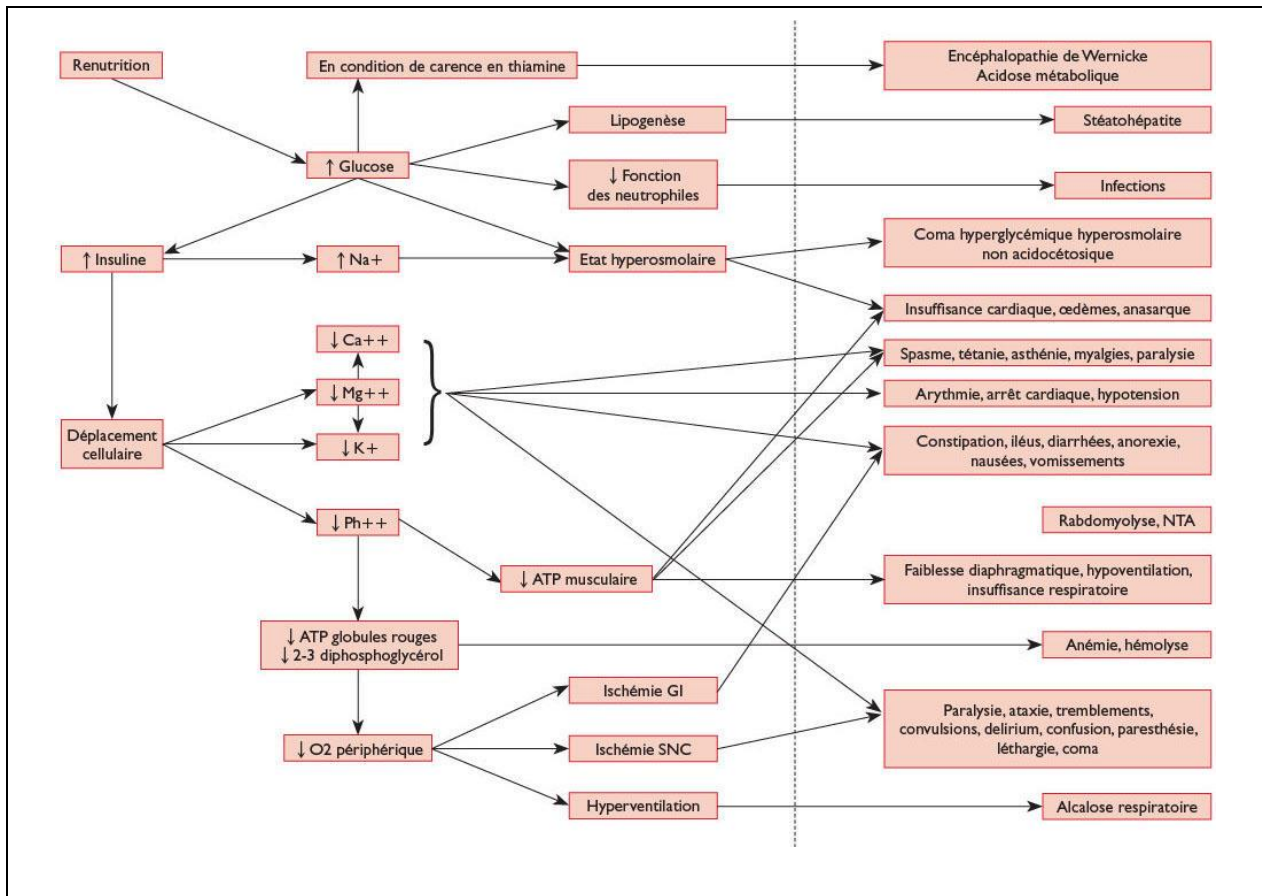 Renutrition
En condition de carence en thiamine
Encéphalopathie de Wernicke
Acidose métabolique
Lipogenèse
Stéatohépatite
↑ Glucose
↓ Fonction
des neutrophiles
Infections
↑ Insuline
↑ Na+
Etat hyperosmolaire
Coma hyperglycémique hyperosmolaire
non acidocétosique
Insuffisance cardiaque, œdèmes, anasarque
↓ Ca++
Spasme, tétanie, asthénie, myalgies, paralysie
↓ Mg++
Arythmie, arrêt cardiaque, hypotension
Déplacement
cellulaire
↓ K+
Constipation, iléus, diarrhées, anorexie,
nausées, vomissements
↓ Ph++
Rabdomyolyse, NTA
↓ ATP musculaire
Faiblesse diaphragmatique, hypoventilation,
insuffisance respiratoire
↓ ATP globules rouges
↓ 2-3 diphosphoglycérol
Anémie, hémolyse
Ischémie GI
Paralysie, ataxie, tremblements,
convulsions, delirium, confusion, paresthésie,
léthargie, coma
↓ O2 périphérique
Ischémie SNC
Hyperventilation
Alcalose respiratoire